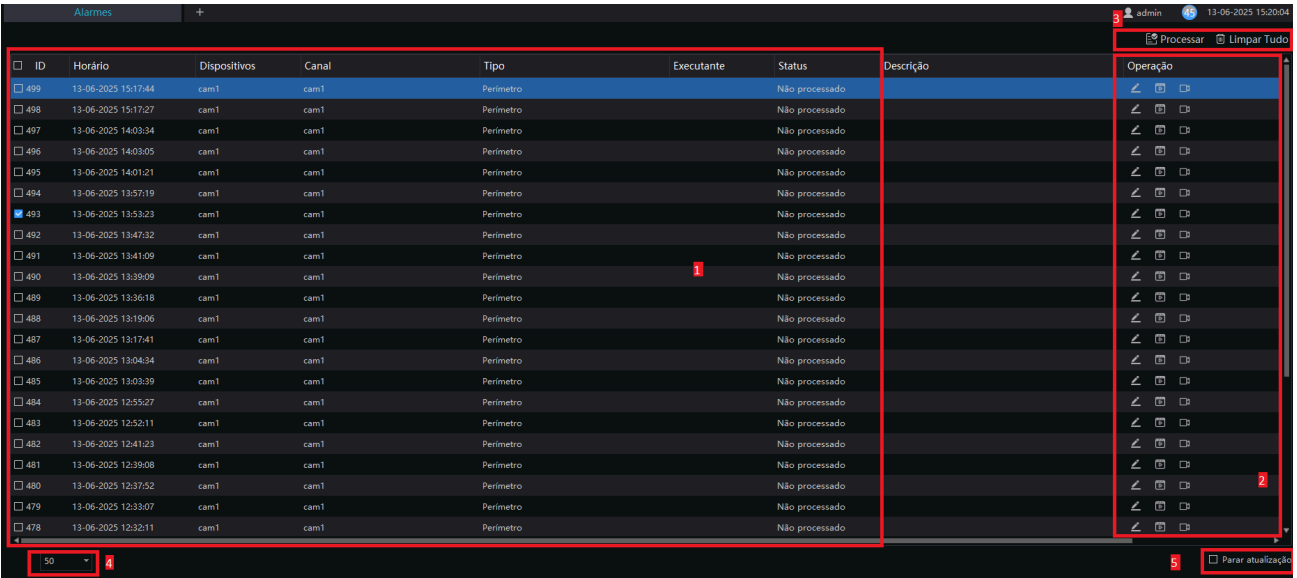 Alarmes + admin 45 13-06-2025 15:20:04
3
Processar Limpar Tudo
ID Horário Dispositivos Canal Tipo Executante Status Descrição Operação
499 13-06-2025 15:17:44 cam1 cam1 Perímetro Não processado
498 13-06-2025 15:17:27 cam1 cam1 Perímetro Não processado
497 13-06-2025 14:03:34 cam1 cam1 Perímetro Não processado
496 13-06-2025 14:03:05 cam1 cam1 Perímetro Não processado
495 13-06-2025 14:01:21 cam1 cam1 Perímetro Não processado
494 13-06-2025 13:57:19 cam1 cam1 Perímetro Não processado
493 13-06-2025 13:53:23 cam1 cam1 Perímetro Não processado
492 13-06-2025 13:47:32 cam1 cam1 Perímetro Não processado
491 13-06-2025 13:41:09 cam1 cam1 Perímetro Não processado
1
490 13-06-2025 13:39:09 cam1 cam1 Perímetro Não processado
489 13-06-2025 13:36:18 cam1 cam1 Perímetro Não processado
488 13-06-2025 13:19:06 cam1 cam1 Perímetro Não processado
487 13-06-2025 13:17:41 cam1 cam1 Perímetro Não processado
486 13-06-2025 13:04:34 cam1 cam1 Perímetro Não processado
485 13-06-2025 13:03:39 cam1 cam1 Perímetro Não processado
484 13-06-2025 12:55:27 cam1 cam1 Perímetro Não processado
483 13-06-2025 12:52:11 cam1 cam1 Perímetro Não processado
482 13-06-2025 12:41:23 cam1 cam1 Perímetro Não processado
481 13-06-2025 12:39:08 cam1 cam1 Perímetro Não processado
480 13-06-2025 12:37:52 cam1 cam1 Perímetro Não processado
2
479 13-06-2025 12:33:07 cam1 cam1 Perímetro Não processado
478 13-06-2025 12:32:11 cam1 cam1 Perímetro Não processado
50 4 5 Parar atualização